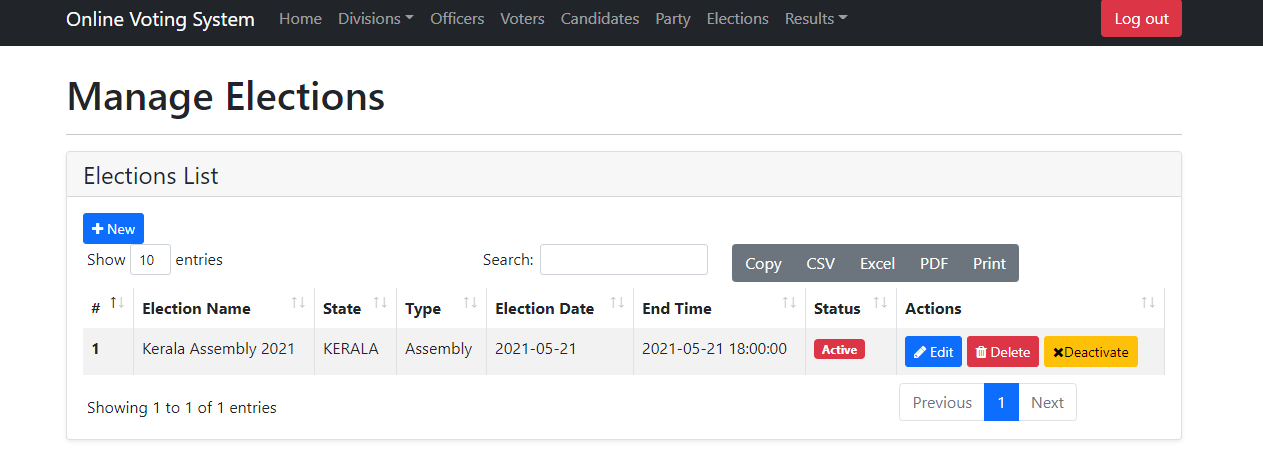 Online Voting System Home Divisions Officers Voters Candidates Party Elections Results Log out
Manage Elections
Elections List
New
Show 10 entries Search: Copy CSV Excel PDF Print
# Election Name State Type Election Date End Time Status Actions
1 Kerala Assembly 2021 KERALA Assembly 2021-05-21 2021-05-21 18:00:00 Active Edit Delete Deactivate
Showing 1 to 1 of 1 entries Previous 1 Next